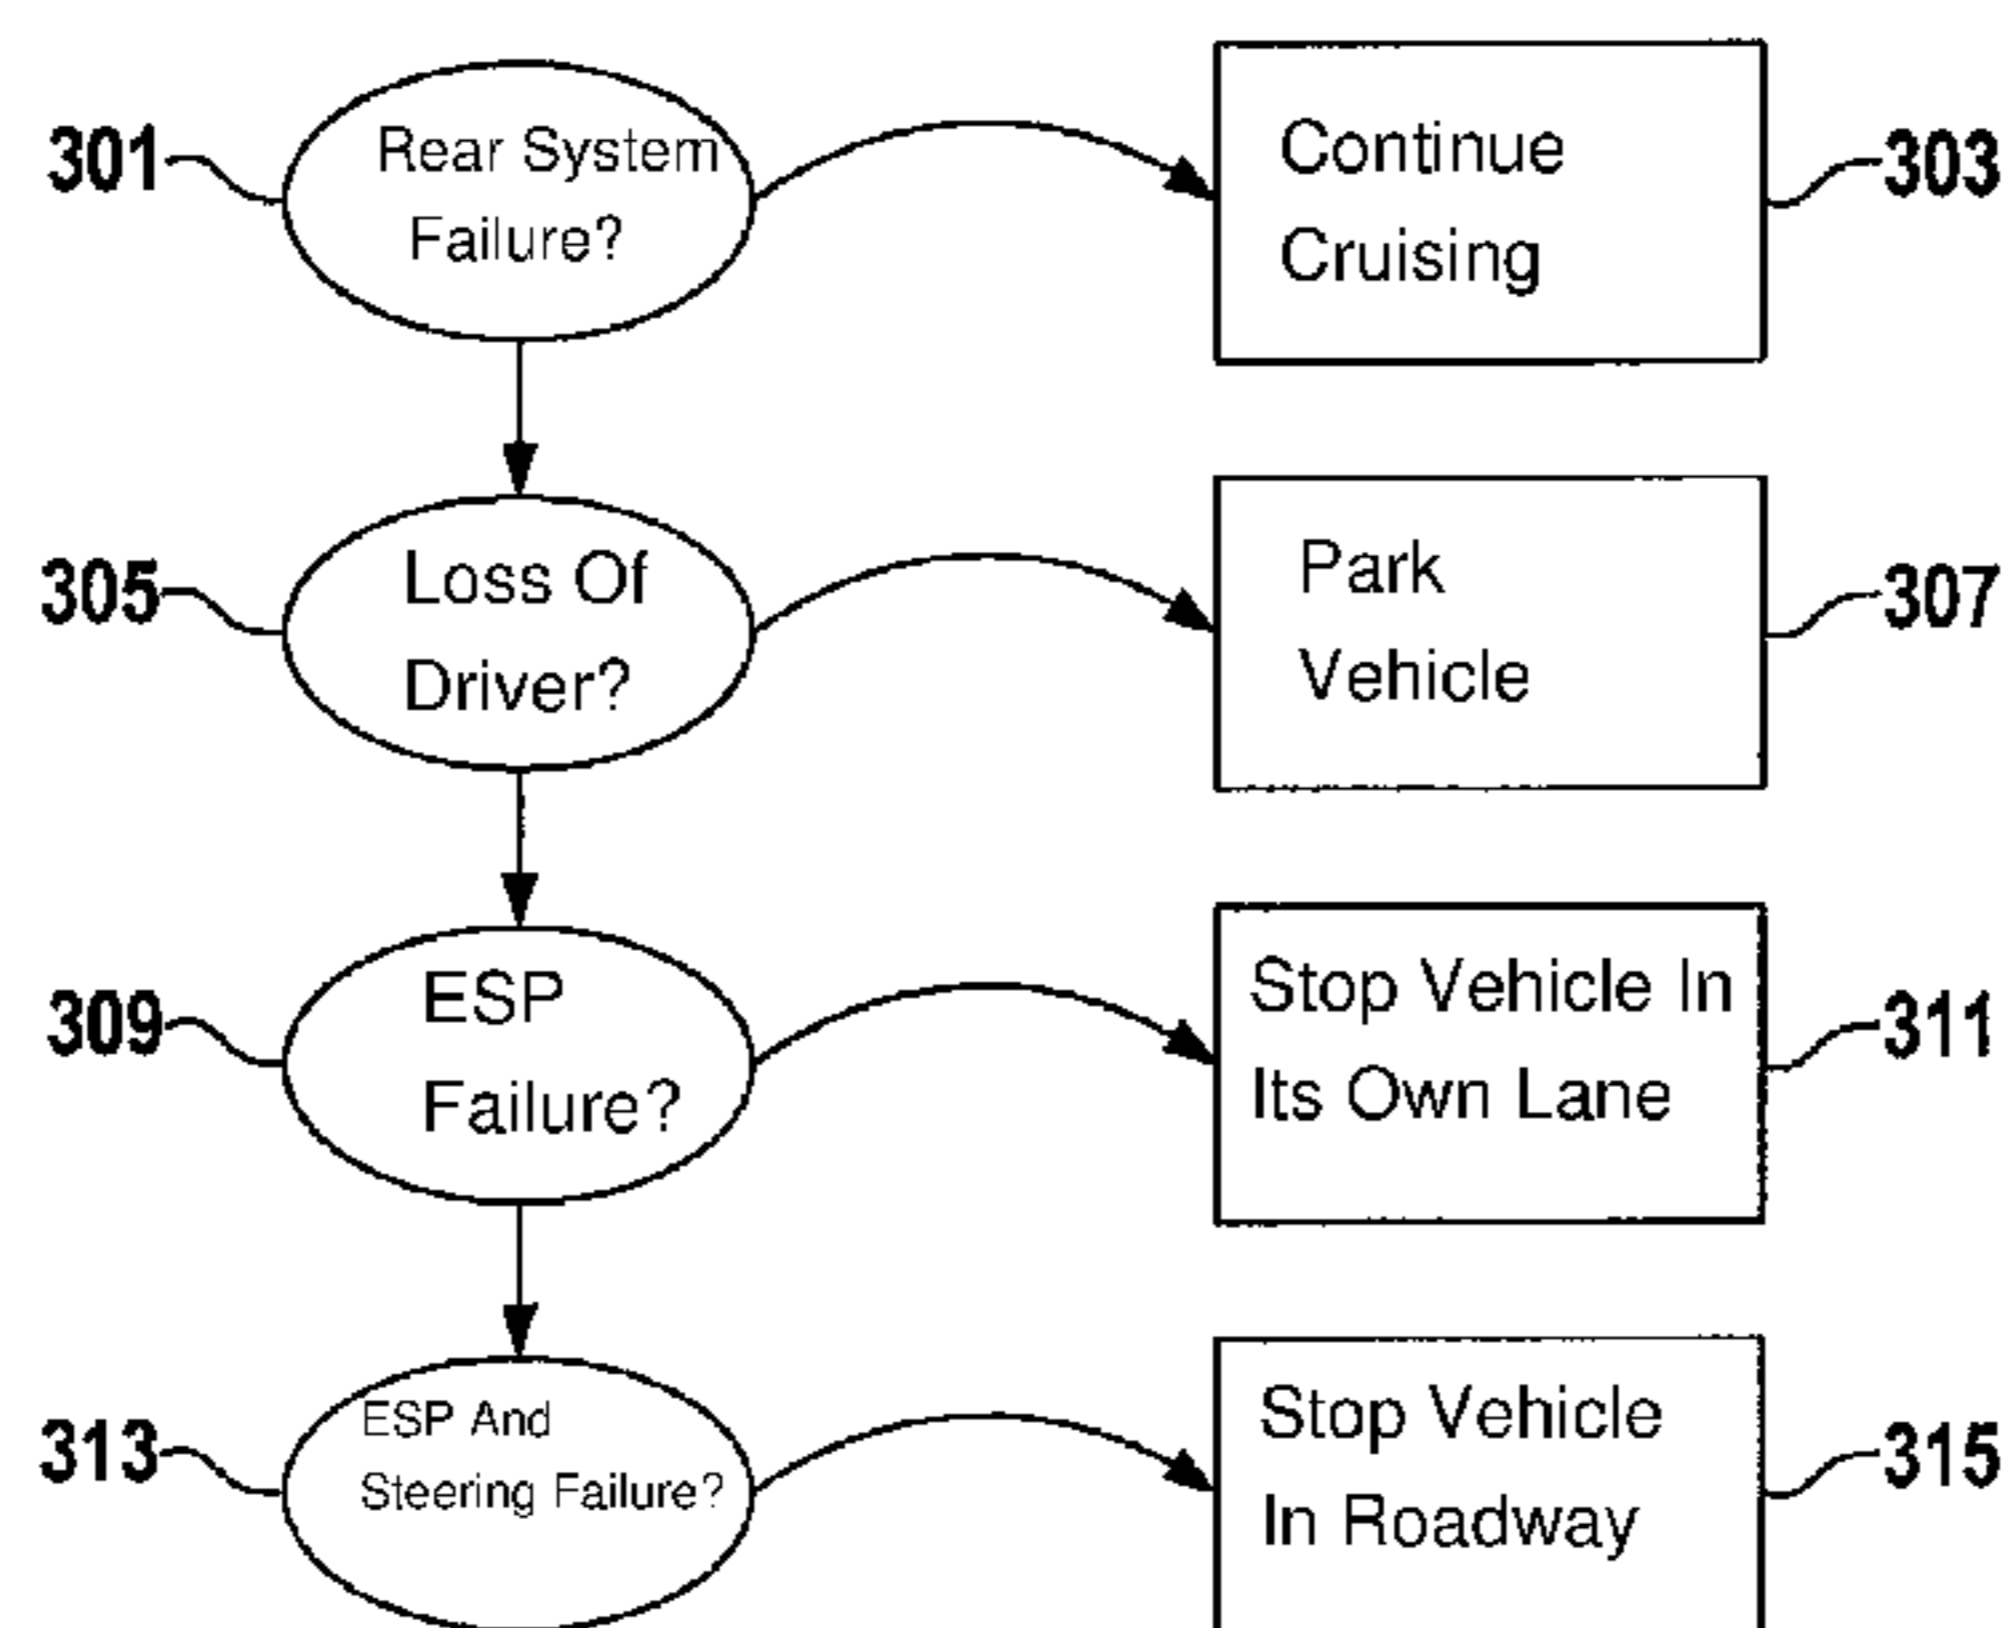 301
Rear System
Failure?
Continue
Cruising
303
305
Loss Of
Driver?
Park
Vehicle
307
309
ESP
Failure?
Stop Vehicle In
Its Own Lane
311
313
ESP And
Steering Failure?
Stop Vehicle
In Roadway
315